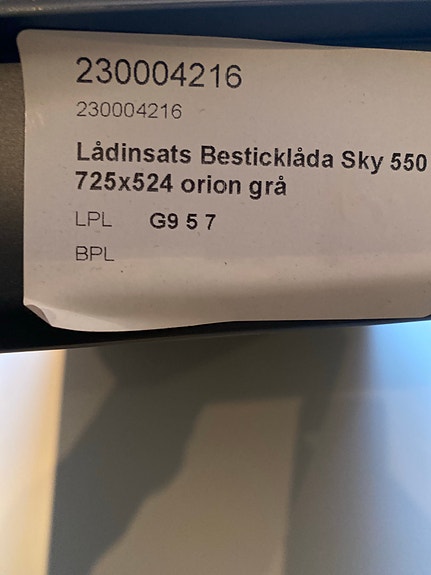 230004216
230004216
Lådinsats Besticklåda Sky 550
725x524 orion grå
LPL G9 5 7
BPL